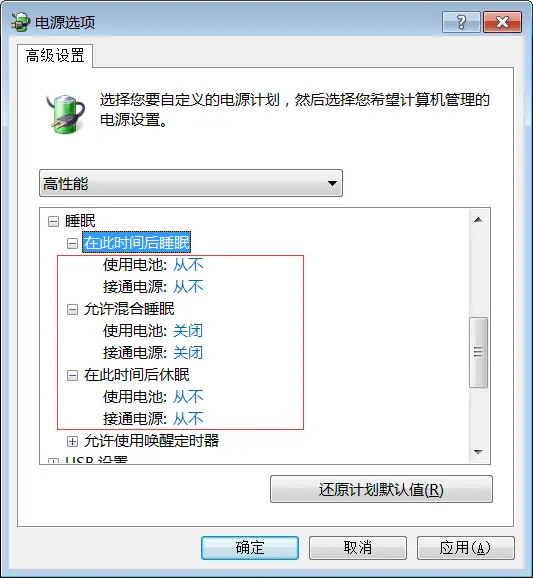 电源选项
高级设置
选择您要自定义的电源计划，然后选择您希望计算机管理的
电源设置。
高性能
睡眠
在此时间后睡眠
使用电池: 从不
接通电源: 从不
允许混合睡眠
使用电池: 关闭
接通电源: 关闭
在此时间后休眠
使用电池: 从不
接通电源: 从不
允许使用唤醒定时器
USB 设置
还原计划默认值(R)
确定
取消
应用(A)